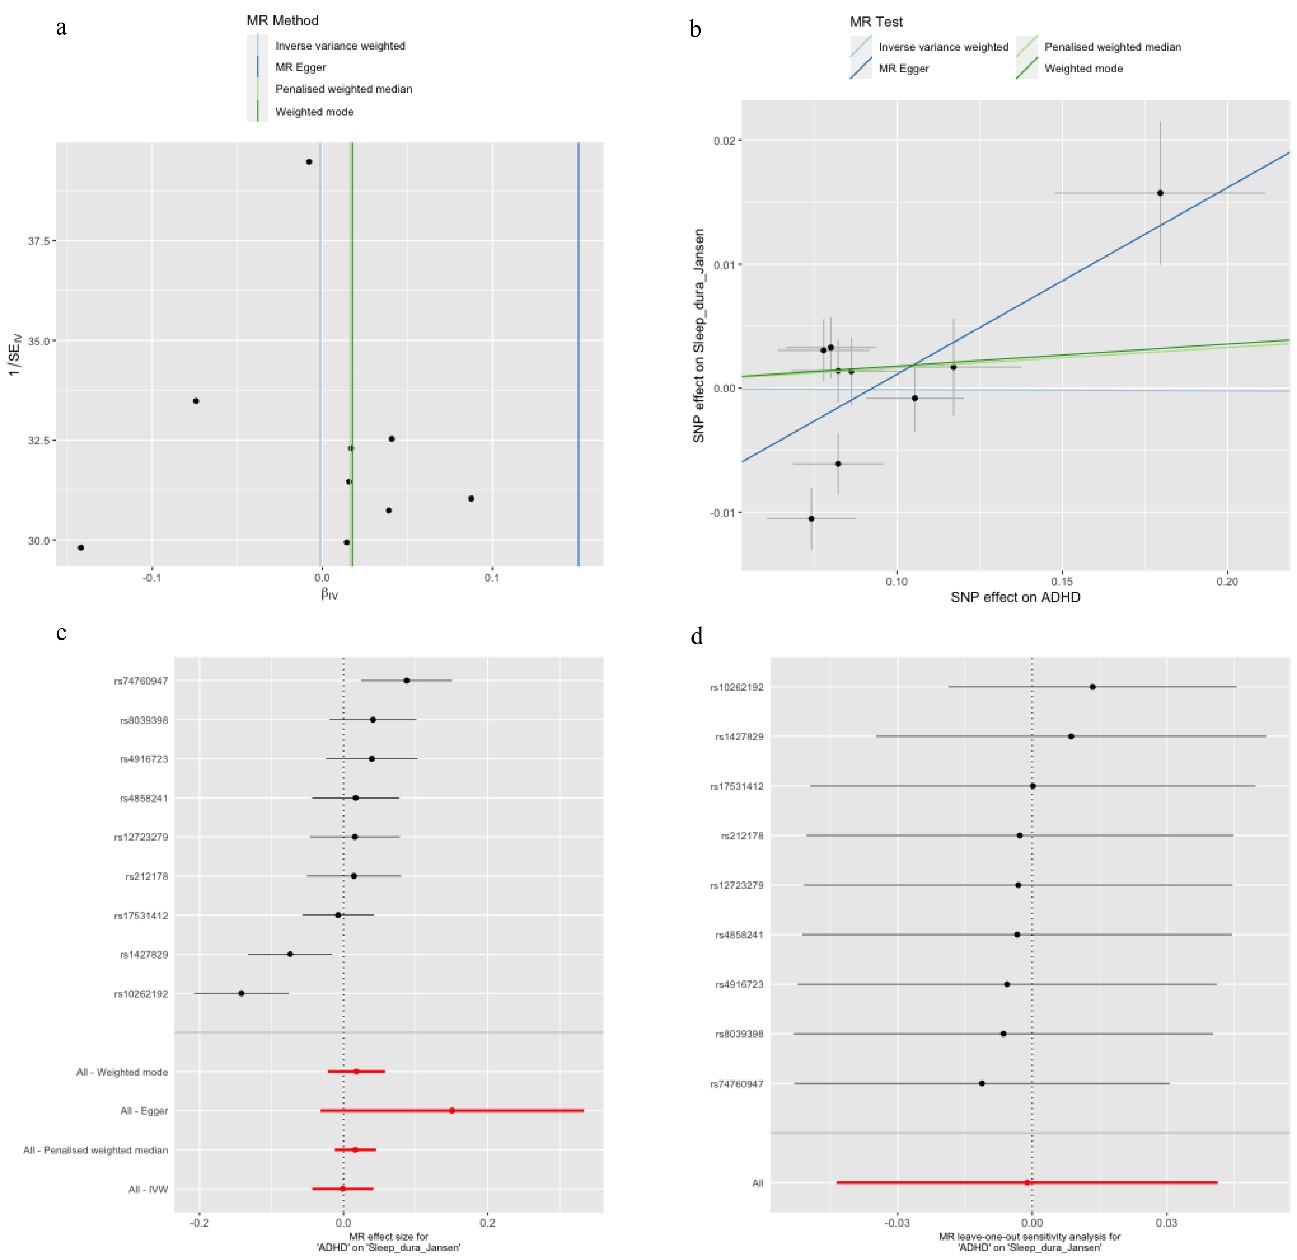 a
MR Method
Inverse variance weighted
MR Egger
Penalised weighted median
Weighted mode
37.5
35.0
32.5
30.0
1/SEIV
-0.1
0.0
0.1
βIV
b
MR Test
Inverse variance weighted
Penalised weighted median
MR Egger
Weighted mode
0.02
0.01
0.00
-0.01
SNP effect on Sleep_dura_Jansen
0.10
0.15
0.20
SNP effect on ADHD
c
rs74760947
rs8039398
rs4916723
rs4858241
rs12723279
rs212178
rs17531412
rs1427829
rs10262192
All - Weighted mode
All - Egger
All - Penalised weighted median
All - IVW
-0.2
0.0
0.2
MR effect size for
'ADHD' on 'Sleep_dura_Jansen'
d
rs10262192
rs1427829
rs17531412
rs212178
rs12723279
rs4858241
rs4916723
rs8039398
rs74760947
All
-0.03
0.00
0.03
MR leave-one-out sensitivity analysis for
'ADHD' on 'Sleep_dura_Jansen'